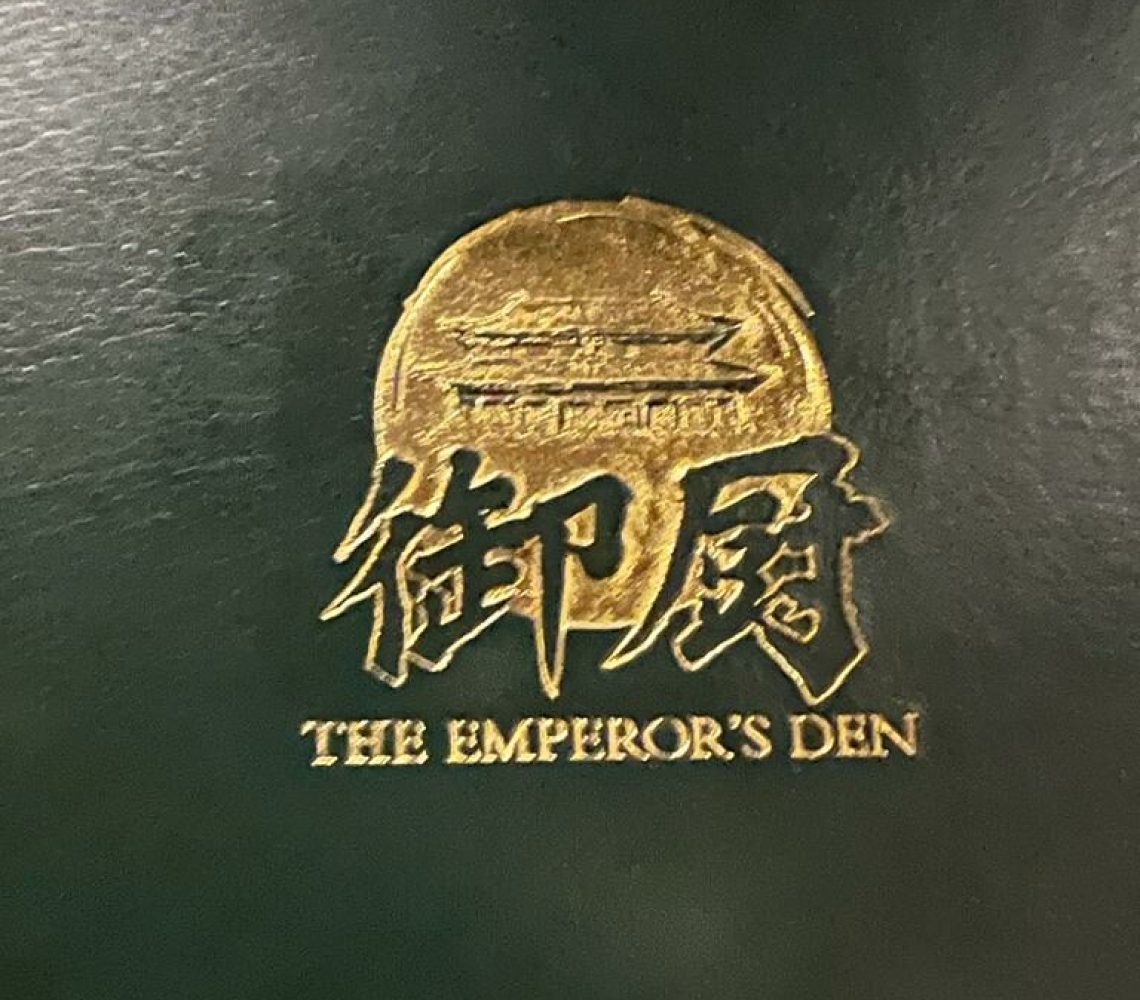 御厨
THE EMPEROR'S DEN